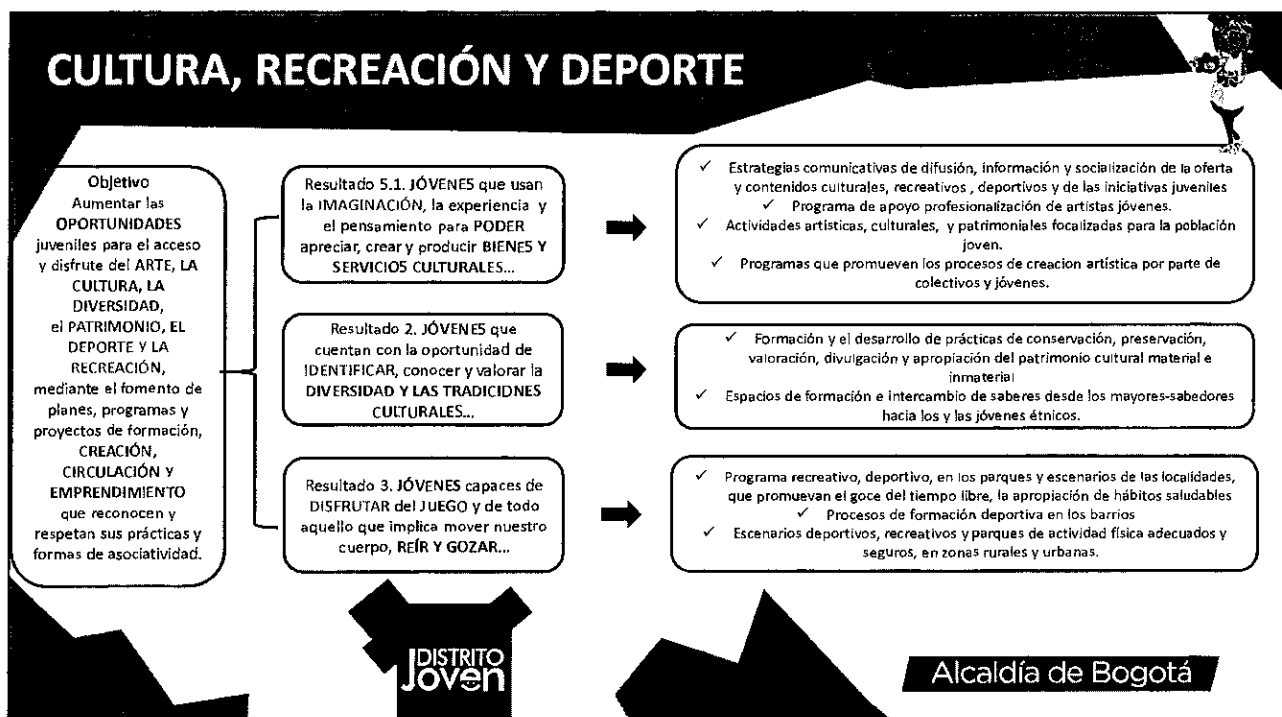 CULTURA, RECREACIÓN Y DEPORTE
Objetivo
Aumentar las
OPORTUNIDADES
juveniles para el acceso
y disfrute del ARTE, LA
CULTURA, LA
DIVERSIDAD,
el PATRIMONIO, EL
DEPORTE Y LA
RECREACIÓN,
mediante el fomento de
planes, programas y
proyectos de formación,
CREACIÓN,
CIRCULACIÓN Y
EMPRENDIMIENTO
que reconocen y
respetan sus prácticas y
formas de asociatividad.
Resultado 5.1. JÓVENES que usan
la IMAGINACIÓN, la experiencia y
el pensamiento para PODER
apreciar, crear y producir BIENES Y
SERVICIOS CULTURALES...
✓ Estrategias comunicativas de difusión, información y socialización de la oferta
y contenidos culturales, recreativos , deportivos y de las iniciativas juveniles
✓ Programa de apoyo profesionalización de artistas jóvenes.
✓ Actividades artísticas, culturales, y patrimoniales focalizadas para la población
joven.
✓ Programas que promueven los procesos de creacion artística por parte de
colectivos y jóvenes.
Resultado 2. JÓVENES que
cuentan con la oportunidad de
IDENTIFICAR, conocer y valorar la
DIVERSIDAD Y LAS TRADICIONES
CULTURALES...
✓ Formación y el desarrollo de prácticas de conservación, preservación,
valoración, divulgación y apropiación del patrimonio cultural material e
inmaterial
✓ Espacios de formación e intercambio de saberes desde los mayores-sabedores
hacia los y las jóvenes étnicos.
Resultado 3. JÓVENES capaces de
DISFRUTAR del JUEGO y de todo
aquello que implica mover nuestro
cuerpo, REÍR Y GOZAR...
✓ Programa recreativo, deportivo, en los parques y escenarios de las localidades,
que promuevan el goce del tiempo libre, la apropiación de hábitos saludables
✓ Procesos de formación deportiva en los barrios
✓ Escenarios deportivos, recreativos y parques de actividad física adecuados y
seguros, en zonas rurales y urbanas.
DISTRITO
Joven
Alcaldía de Bogotá